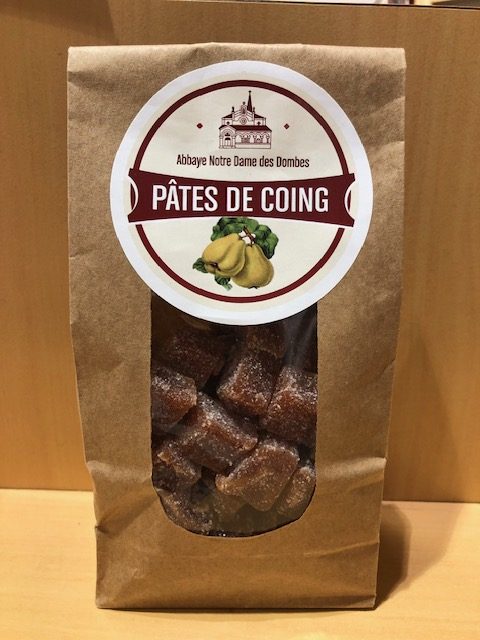 Abbaye Notre Dame des Dombes
PÂTES DE COING